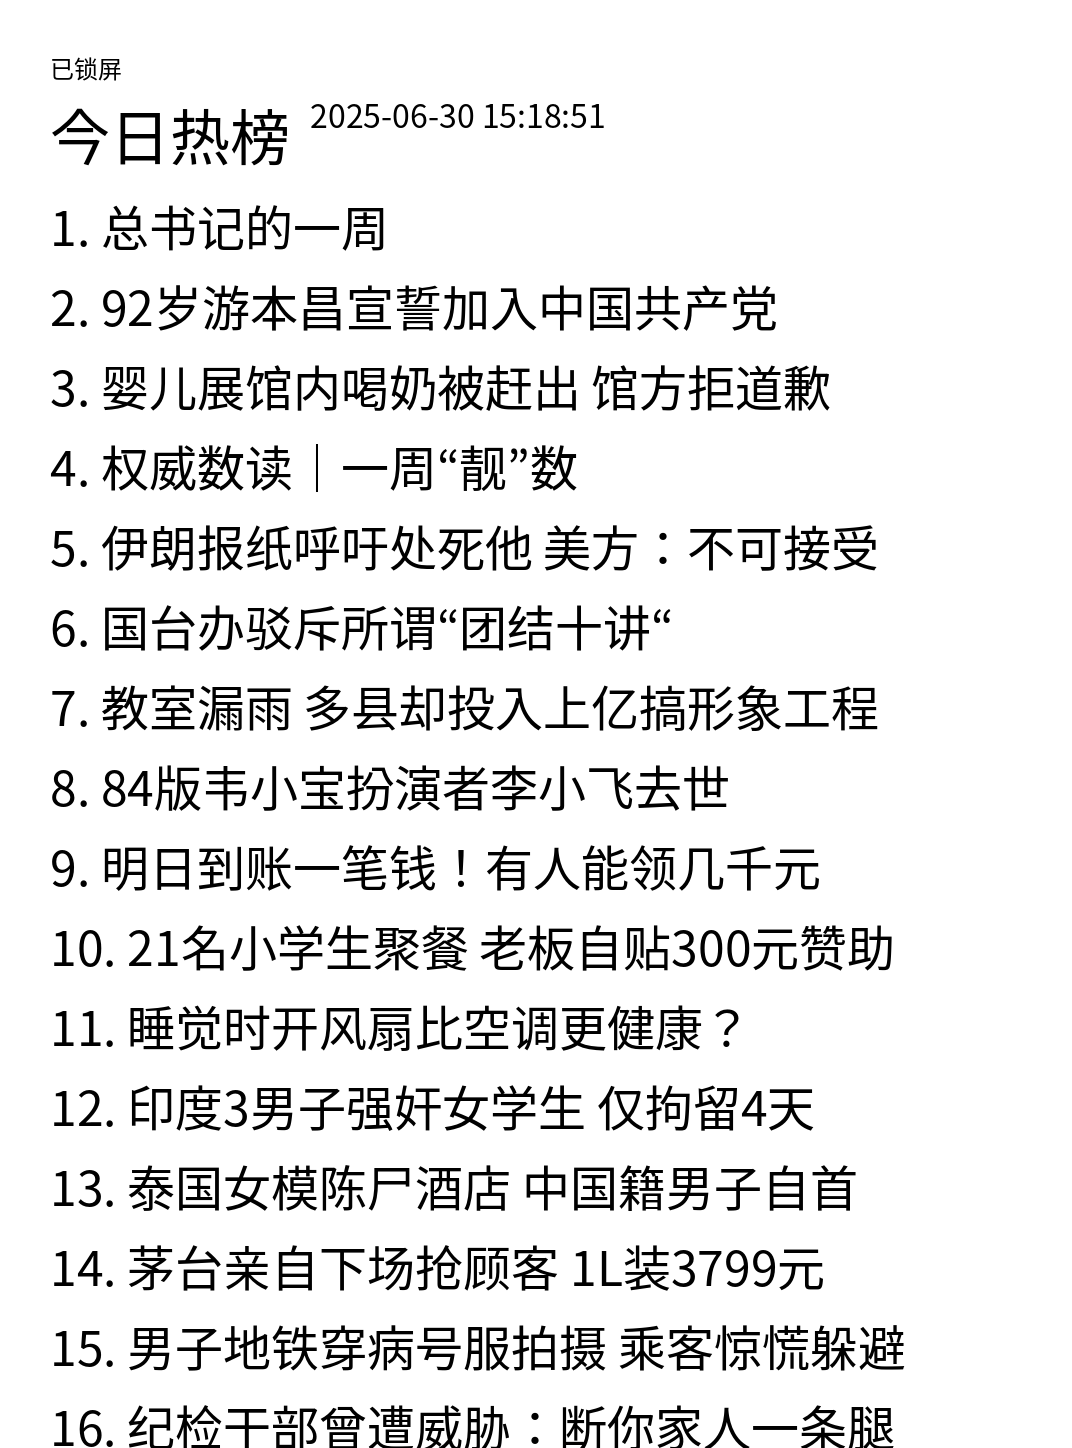 已锁屏
今日热榜 2025-06-30 15:18:51
1. 总书记的一周
2. 92岁游本昌宣誓加入中国共产党
3. 婴儿展馆内喝奶被赶出 馆方拒道歉
4. 权威数读｜一周“靓”数
5. 伊朗报纸呼吁处死他 美方：不可接受
6. 国台办驳斥所谓“团结十讲“
7. 教室漏雨 多县却投入上亿搞形象工程
8. 84版韦小宝扮演者李小飞去世
9. 明日到账一笔钱！有人能领几千元
10. 21名小学生聚餐 老板自贴300元赞助
11. 睡觉时开风扇比空调更健康？
12. 印度3男子强奸女学生 仅拘留4天
13. 泰国女模陈尸酒店 中国籍男子自首
14. 茅台亲自下场抢顾客 1L装3799元
15. 男子地铁穿病号服拍摄 乘客惊慌躲避
16. 纪检干部曾遭威胁：断你家人一条腿